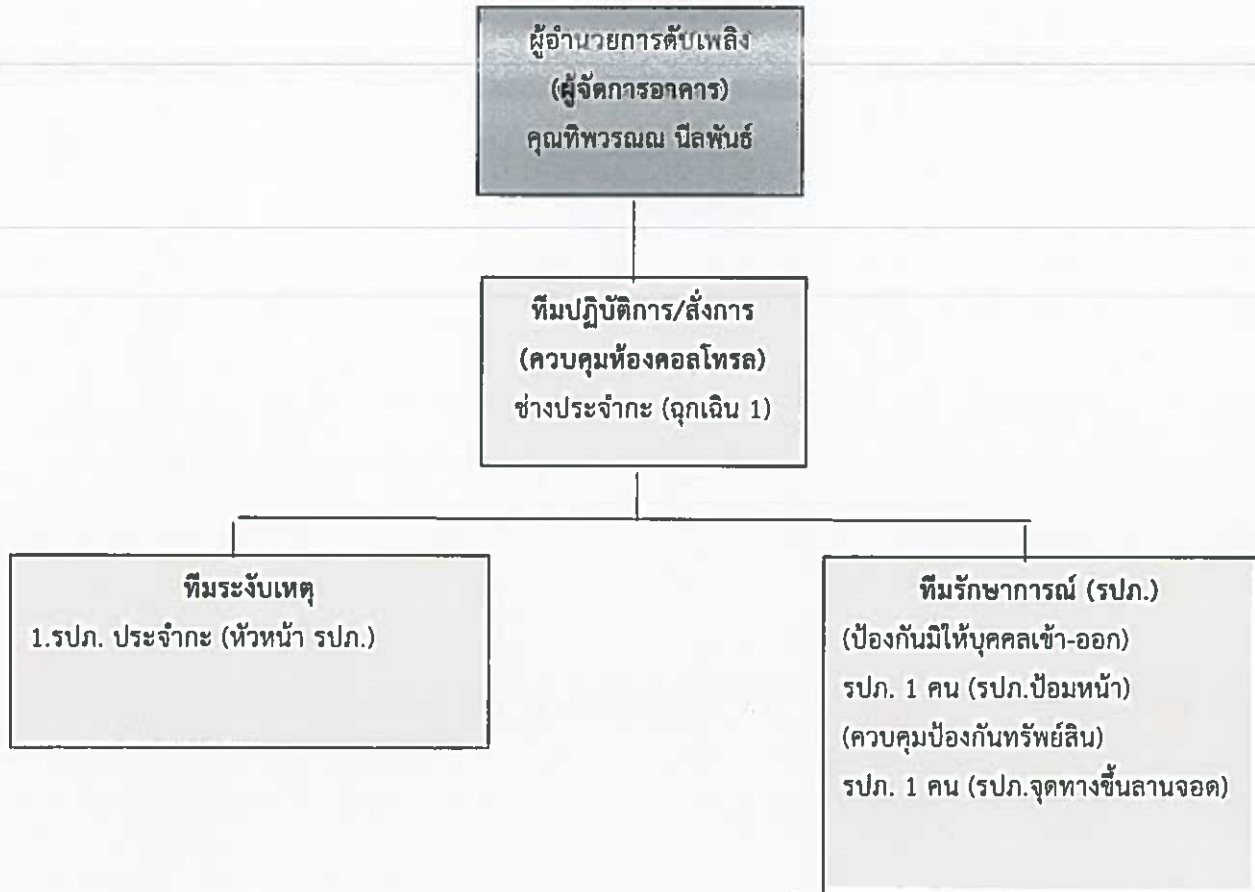 ผู้อำนวยการดับเพลิง
(ผู้จัดการอาคาร)
คุณทิพวรณณ นีลพันธ์
ทีมปฏิบัติการ/สั่งการ
(ควบคุมห้องคอลโทรล)
ช่างประจำกะ (ฉุกเฉิน 1)
ทีมระงับเหตุ
1.รปภ. ประจำกะ (หัวหน้า รปภ.)
ทีมรักษาการณ์ (รปภ.)
(ป้องกันมิให้บุคคลเข้า-ออก)
รปภ. 1 คน (รปภ.ป้อมหน้า)
(ควบคุมป้องกันทรัพย์สิน)
รปภ. 1 คน (รปภ.จุดทางขึ้นลานจอด)